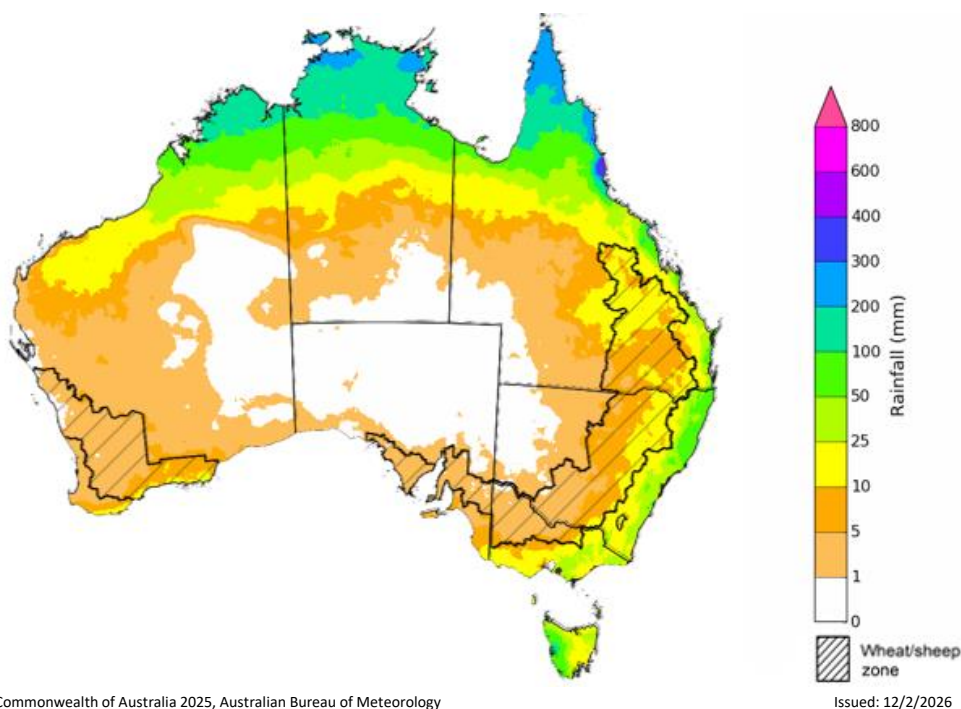 800
600
400
300
200
100
50
25
10
5
1
0
Rainfall (mm)
Wheat/sheep
zone
Commonwealth of Australia 2025, Australian Bureau of Meteorology
Issued: 12/2/2026